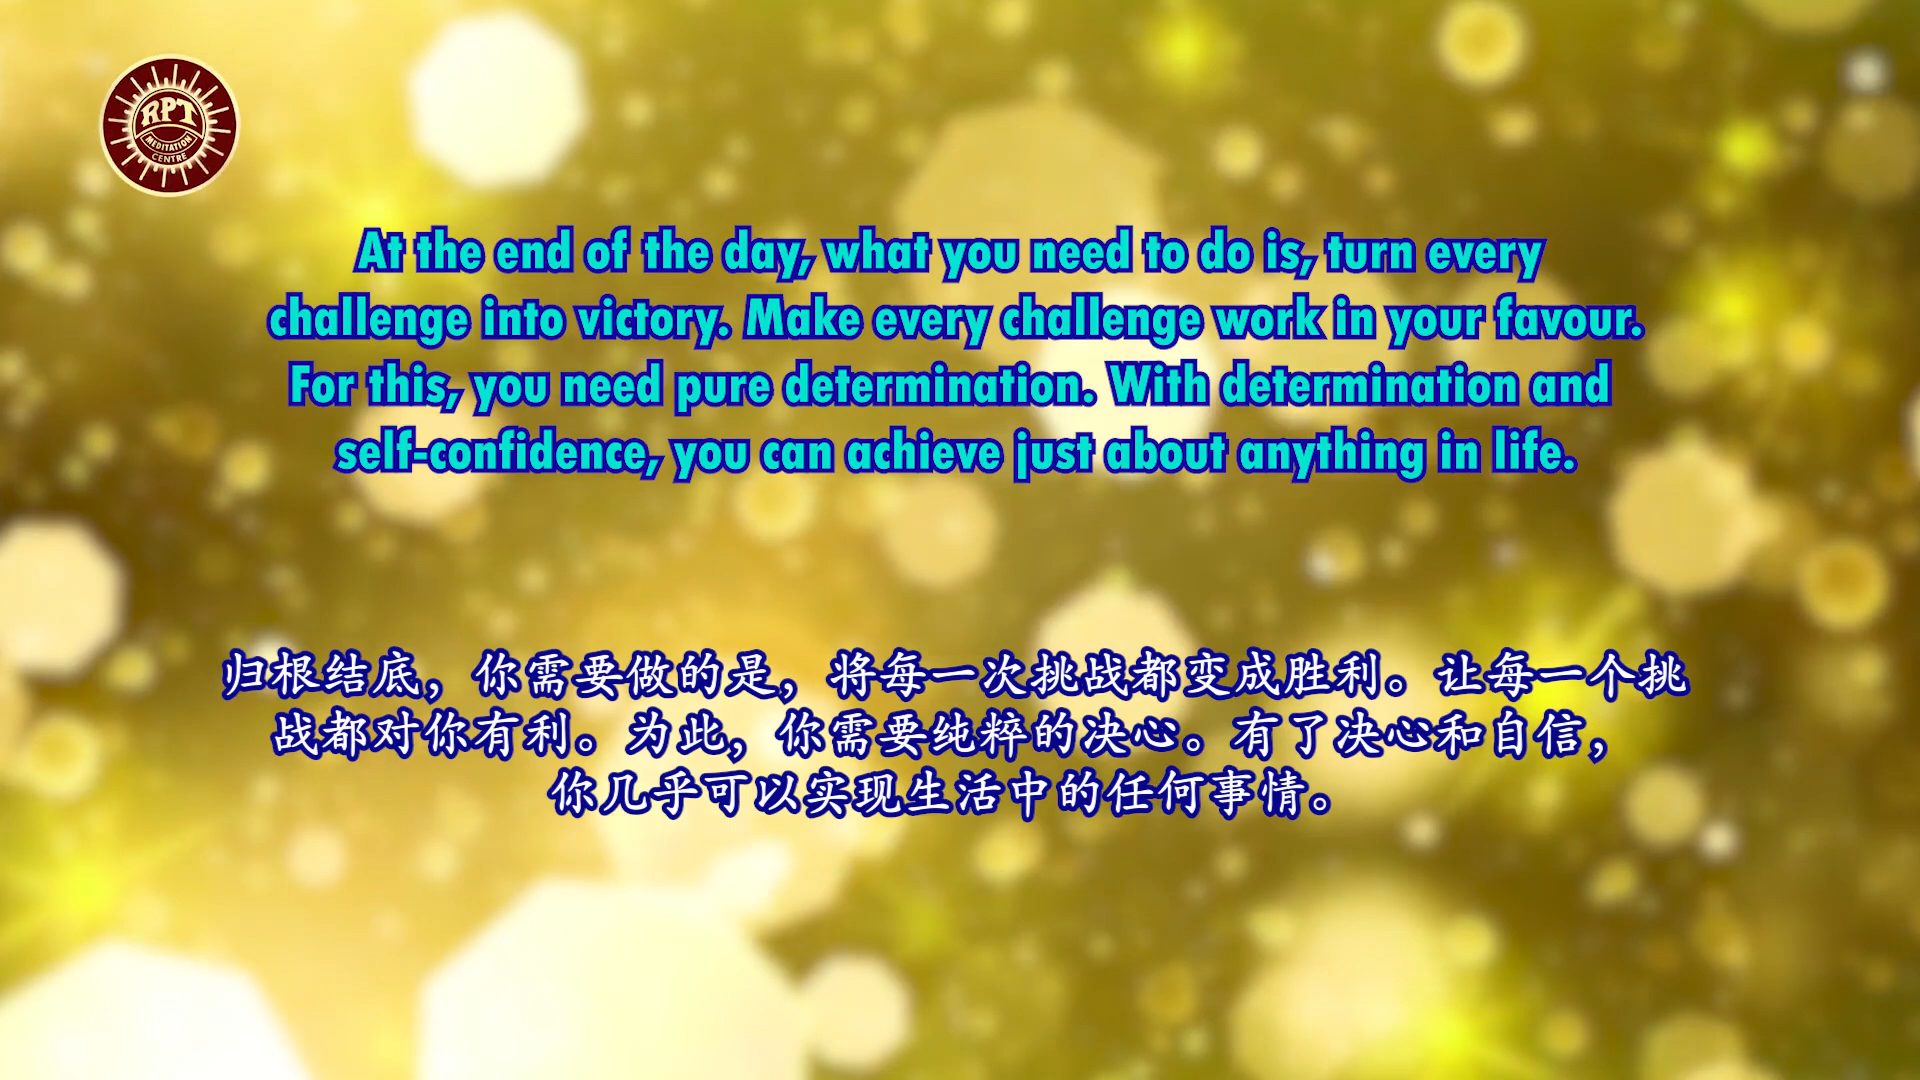 RPT
MEDITATION
CENTRE
At the end of the day, what you need to do is, turn every
challenge into victory. Make every challenge work in your favour.
For this, you need pure determination. With determination and
self-confidence, you can achieve just about anything in life.
归根结底，你需要做的是，将每一次挑战都变成胜利。让每一个挑
战都对你有利。为此，你需要纯粹的决心。有了决心和自信，
你几乎可以实现生活中的任何事情。